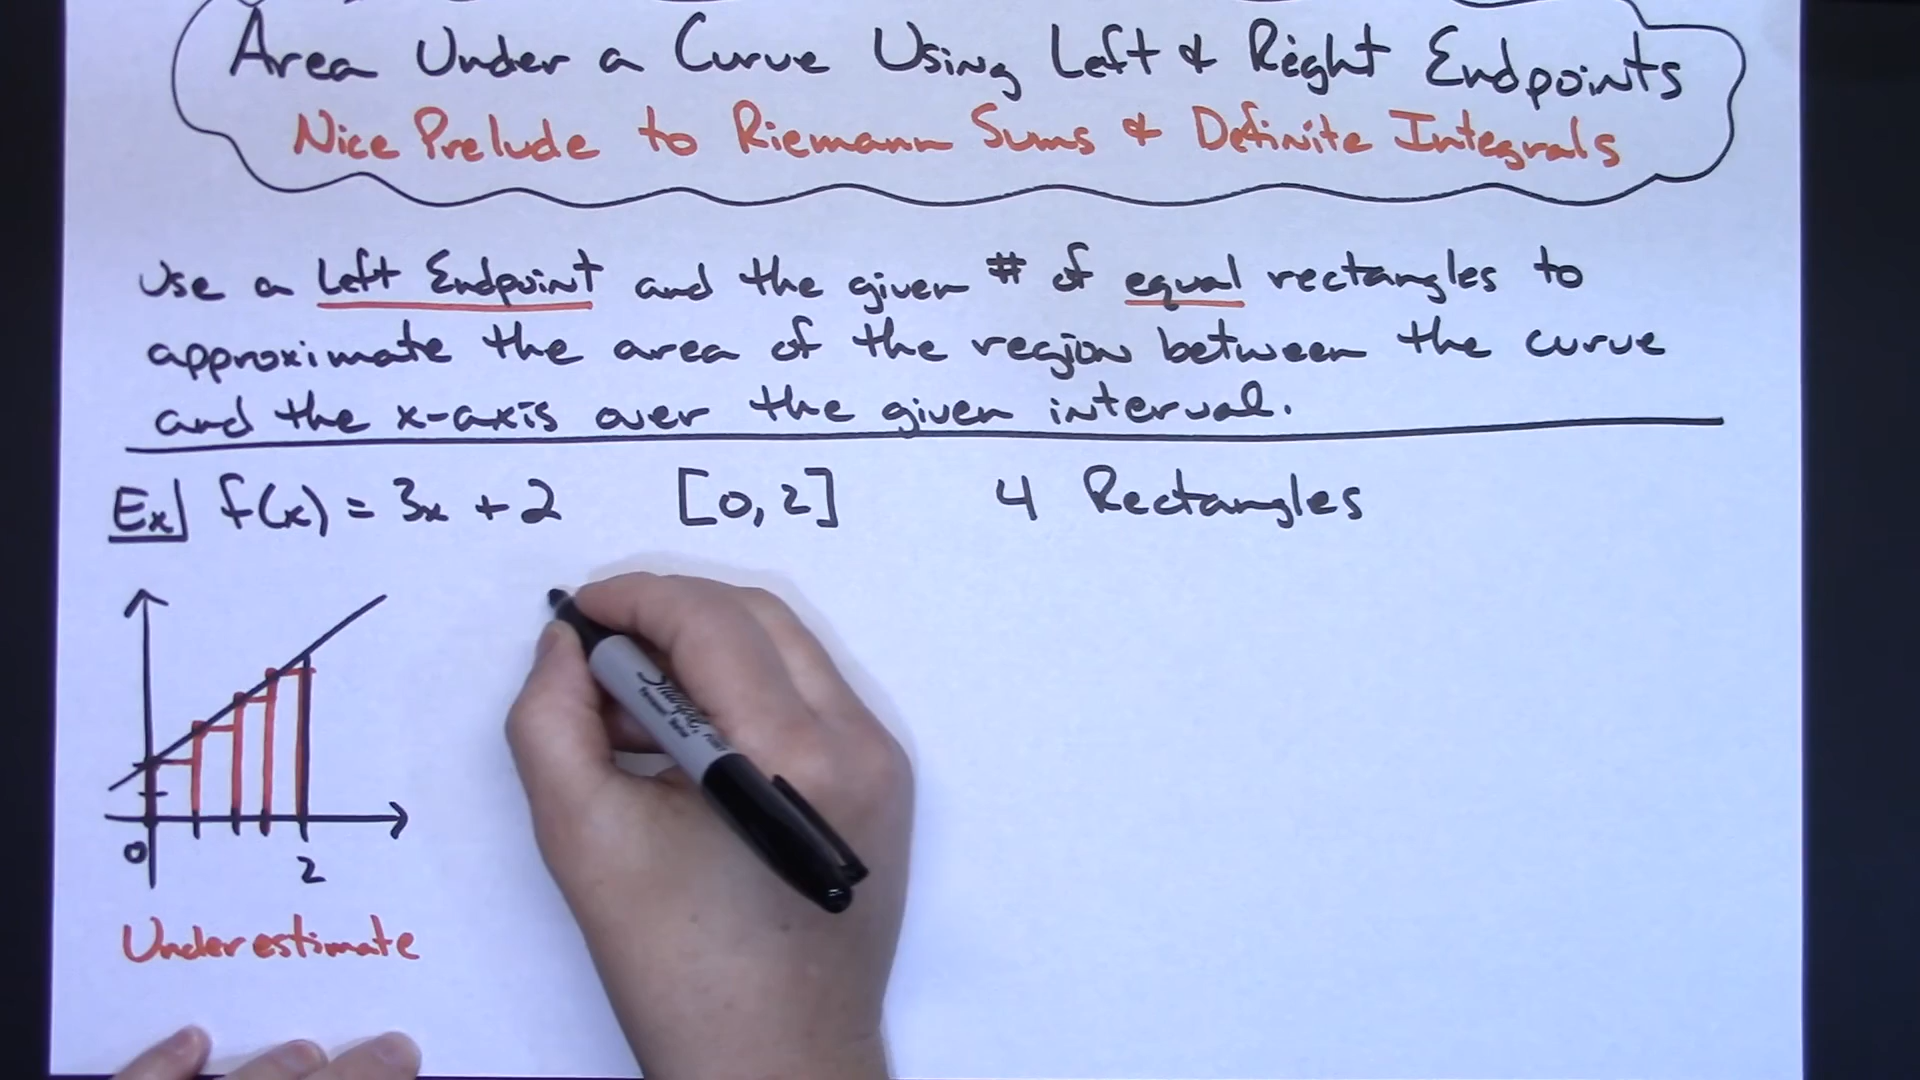 Area Under a Curve Using Left & Right Endpoints
Nice Prelude to Riemann Sums & Definite Integrals
Use a Left Endpoint and the given # of equal rectangles to
approximate the area of the region between the curve
and the x-axis over the given interval.
Ex] f(x) = 3x + 2 [0, 2] 4 Rectangles
0 2
Underestimate
Sharpie